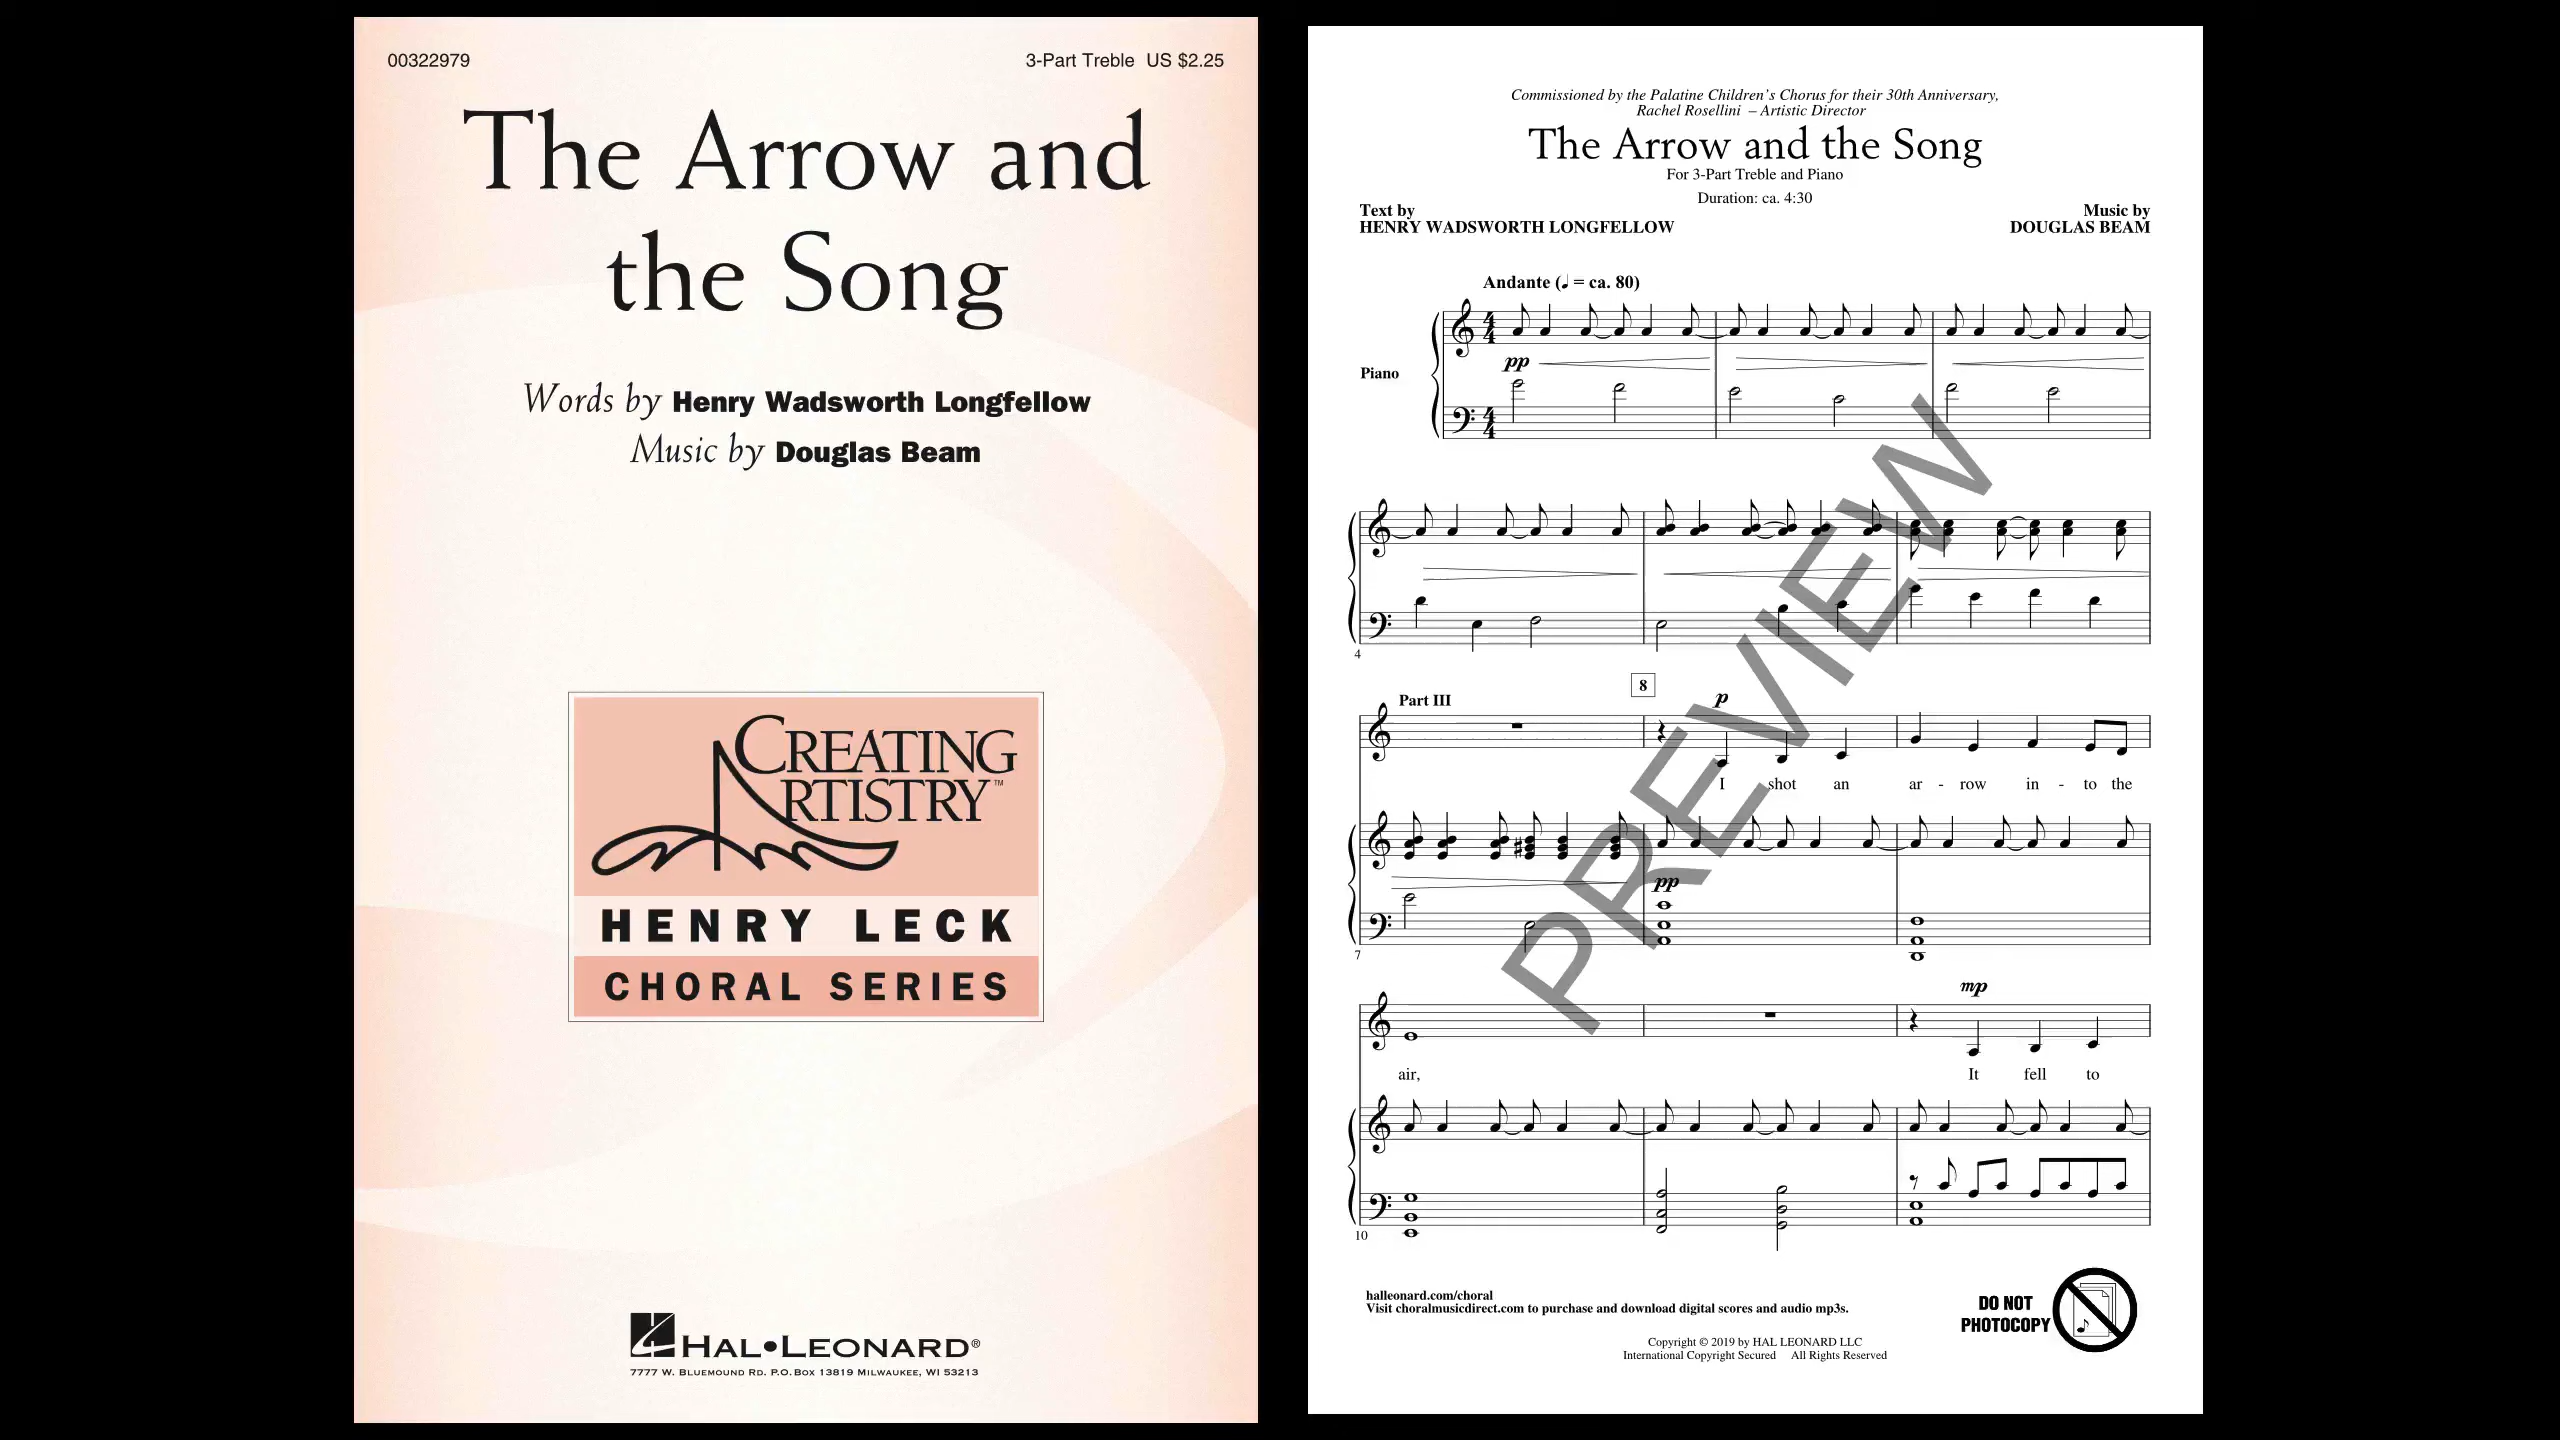 00322979
3-Part Treble US $2.25
The Arrow and
the Song
Words by Henry Wadsworth Longfellow
Music by Douglas Beam
CREATING
ARTISTRY™
HENRY LECK
CHORAL SERIES
HAL•LEONARD®
7777 W. BLUEMOUND RD. P.O. BOX 13819 MILWAUKEE, WI 53213
Commissioned by the Palatine Children's Chorus for their 30th Anniversary,
Rachel Rosellini – Artistic Director
The Arrow and the Song
For 3-Part Treble and Piano
Duration: ca. 4:30
Text by
HENRY WADSWORTH LONGFELLOW
Music by
DOUGLAS BEAM
Andante (♩ = ca. 80)
Piano
pp
4
Part III
8
p
I shot an ar - row in - to the
pp
7
mp
air, It fell to
10
PREVIEW
halleonard.com/choral
Visit choralmusicdirect.com to purchase and download digital scores and audio mp3s.
DO NOT
PHOTOCOPY
Copyright © 2019 by HAL LEONARD LLC
International Copyright Secured All Rights Reserved